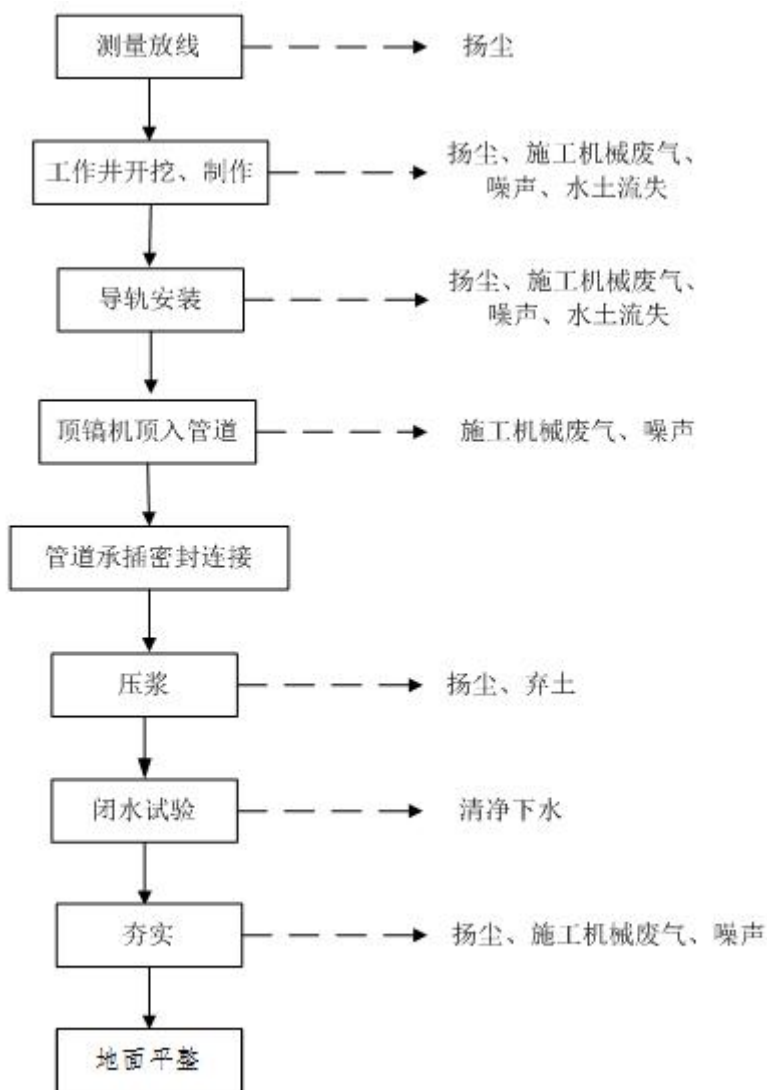 测量放线
扬尘
工作井开挖、制作
扬尘、施工机械废气、
噪声、水土流失
导轨安装
扬尘、施工机械废气、
噪声、水土流失
顶镐机顶入管道
施工机械废气、噪声
管道承插密封连接
压浆
扬尘、弃土
闭水试验
清净下水
夯实
扬尘、施工机械废气、噪声
地面平整